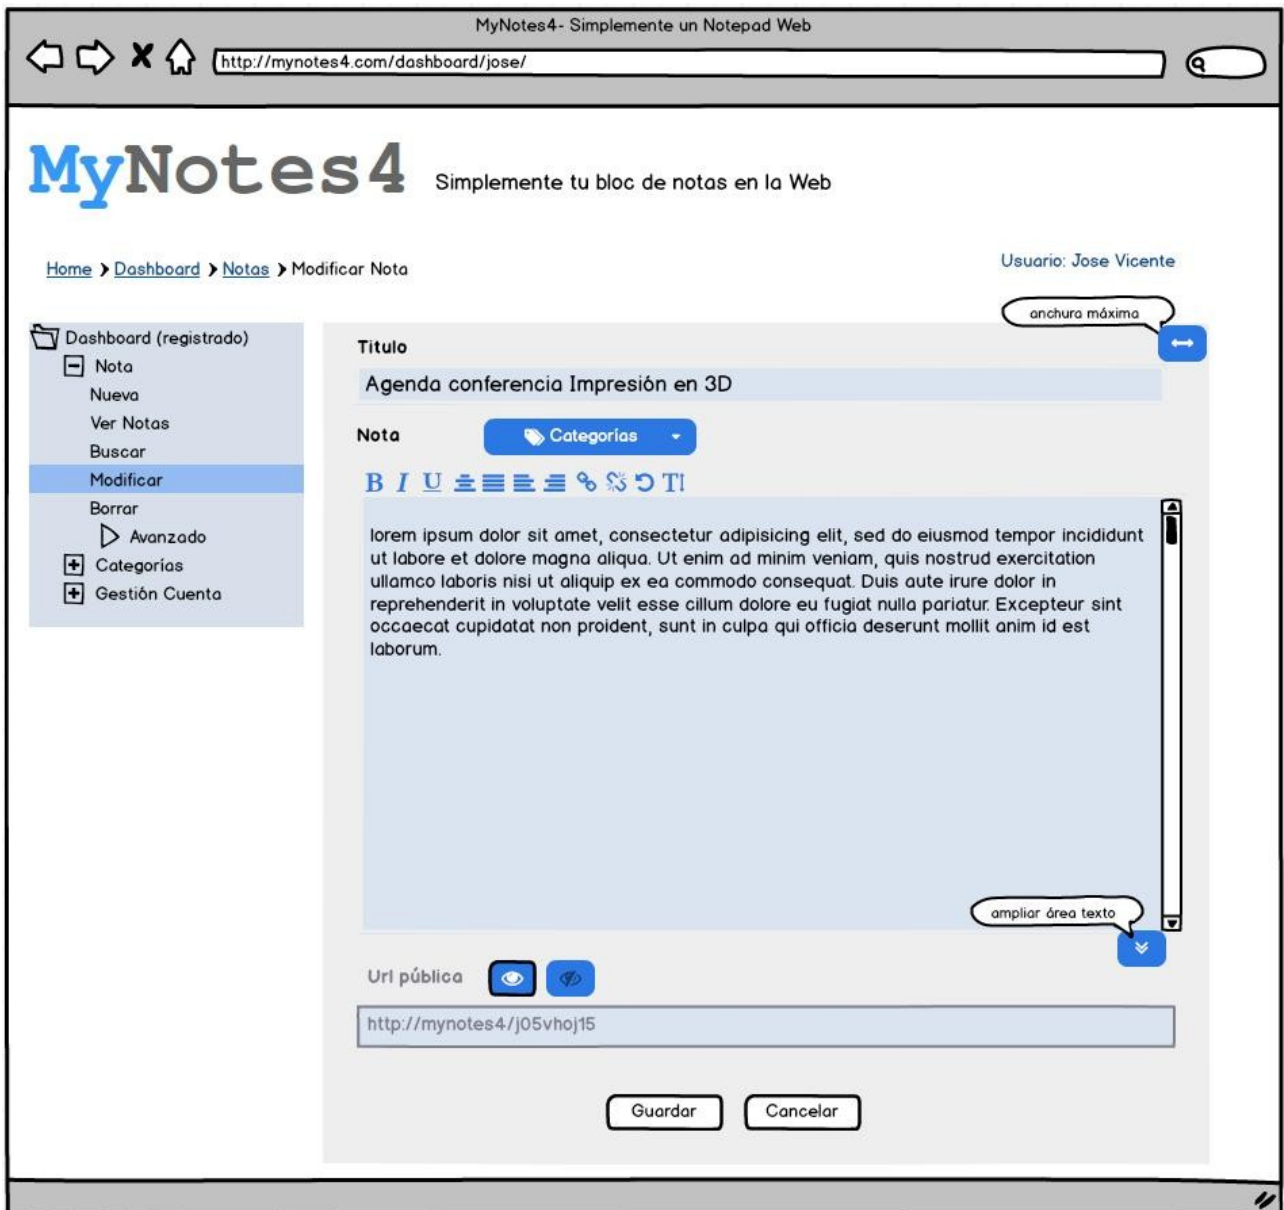 MyNotes4- Simplemente un Notepad Web
http://mynotes4.com/dashboard/jose/
MyNotes4 Simplemente tu bloc de notas en la Web
Home > Dashboard > Notas > Modificar Nota
Usuario: Jose Vicente
anchura máxima
Dashboard (registrado)
Nota
Nueva
Ver Notas
Buscar
Modificar
Borrar
Avanzado
Categorías
Gestión Cuenta
Titulo
Agenda conferencia Impresión en 3D
Nota Categorías
B I U TI
lorem ipsum dolor sit amet, consectetur adipisicing elit, sed do eiusmod tempor incididunt
ut labore et dolore magna aliqua. Ut enim ad minim veniam, quis nostrud exercitation
ullamco laboris nisi ut aliquip ex ea commodo consequat. Duis aute irure dolor in
reprehenderit in voluptate velit esse cillum dolore eu fugiat nulla pariatur. Excepteur sint
occaecat cupidatat non proident, sunt in culpa qui officia deserunt mollit anim id est
laborum.
ampliar área texto
Url pública
http://mynotes4/j05vhoj15
Guardar Cancelar